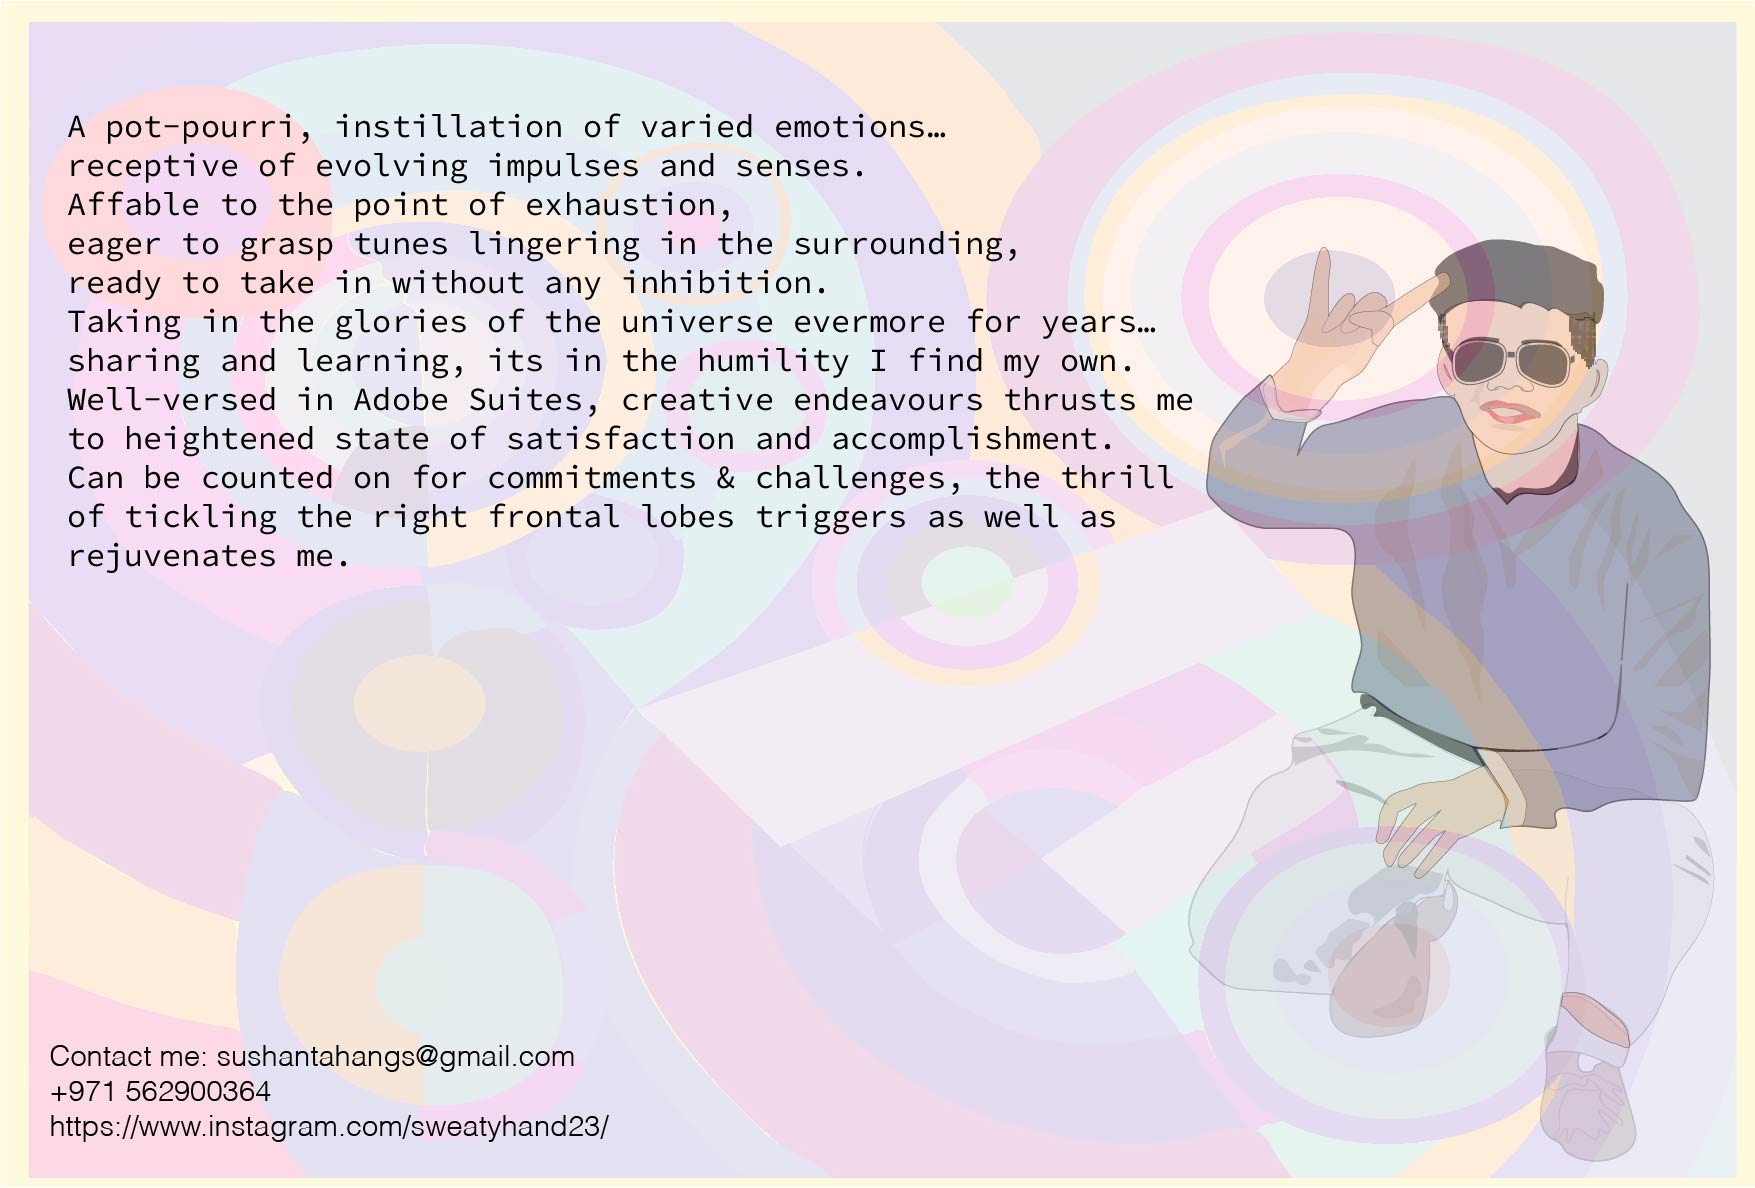 A pot-pourri, instillation of varied emotions…
receptive of evolving impulses and senses.
Affable to the point of exhaustion,
eager to grasp tunes lingering in the surrounding,
ready to take in without any inhibition.
Taking in the glories of the universe evermore for years…
sharing and learning, its in the humility I find my own.
Well-versed in Adobe Suites, creative endeavours thrusts me
to heightened state of satisfaction and accomplishment.
Can be counted on for commitments & challenges, the thrill
of tickling the right frontal lobes triggers as well as
rejuvenates me.
Contact me: sushantahangs@gmail.com
+971 562900364
https://www.instagram.com/sweatyhand23/